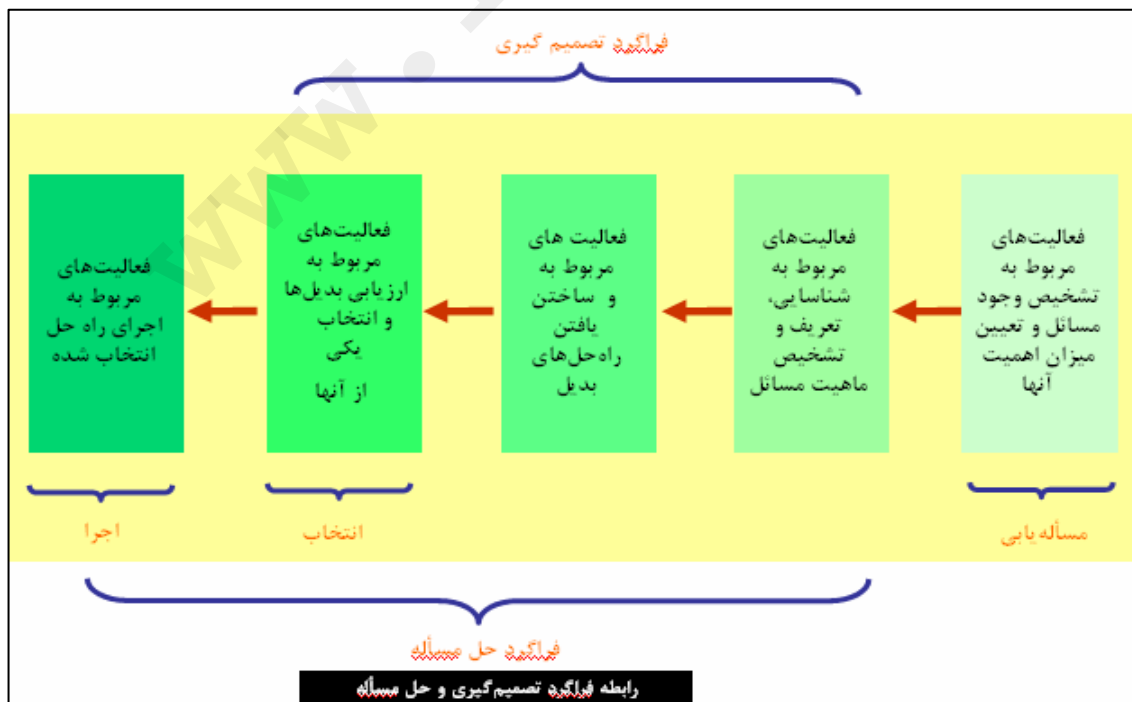 فراگرد تصمیم گیری
فعالیت‌های
مربوط به
تشخیص وجود
مسائل و تعیین
میزان اهمیت
آنها
فعالیت‌های
مربوط به
شناسایی،
تعریف و
تشخیص
ماهیت مسائل
فعالیت های
مربوط به
و ساختن
یافتن
راه‌حل‌های
بدیل
فعالیت‌های
مربوط به
ارزیابی بدیل‌ها
و انتخاب
یکی
از آنها
فعالیت‌های
مربوط به
اجرای راه حل
انتخاب شده
مسأله‌یابی
انتخاب
اجرا
فراگرد حل مسأله
رابطه فراگرد تصمیم‌گیری و حل مسأله
www.